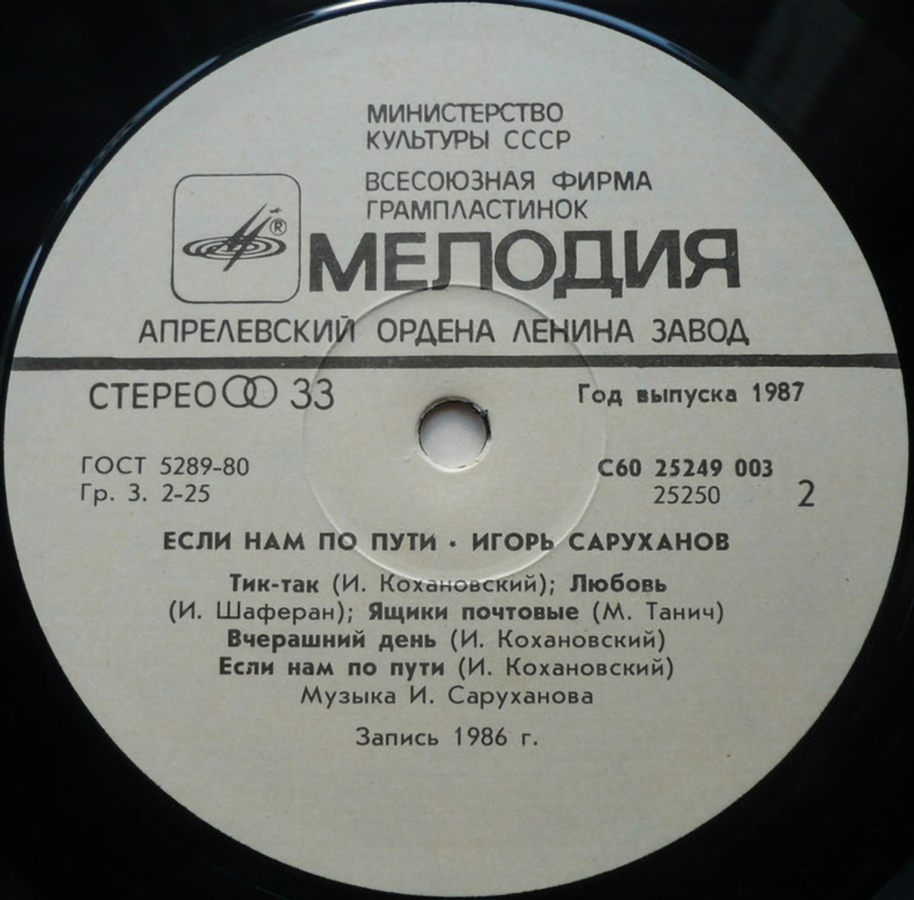 МИНИСТЕРСТВО
КУЛЬТУРЫ СССР
ВСЕСОЮЗНАЯ ФИРМА
ГРАМПЛАСТИНОК
®
МЕЛОДИЯ
АПРЕЛЕВСКИЙ ОРДЕНА ЛЕНИНА ЗАВОД
СТЕРЕО 33
Год выпуска 1987
ГОСТ 5289-80
Гр. 3. 2-25
С60 25249 003
25250 2
ЕСЛИ НАМ ПО ПУТИ · ИГОРЬ САРУХАНОВ
Тик-так (И. Кохановский); Любовь
(И. Шаферан); Ящики почтовые (М. Танич)
Вчерашний день (И. Кохановский)
Если нам по пути (И. Кохановский)
Музыка И. Саруханова
Запись 1986 г.